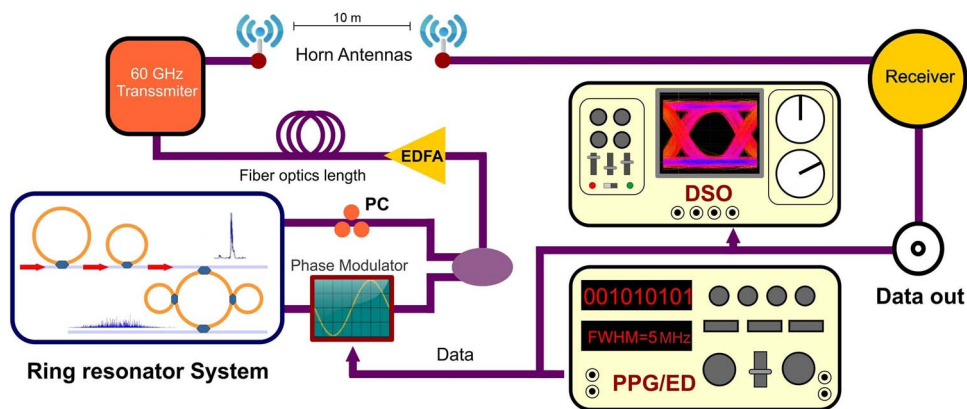 10 m
Horn Antennas
60 GHz
Transsmiter
Receiver
EDFA
Fiber optics length
DSO
PC
Phase Modulator
001010101
FWHM=5 MHz
Data out
Data
PPG/ED
Ring resonator System